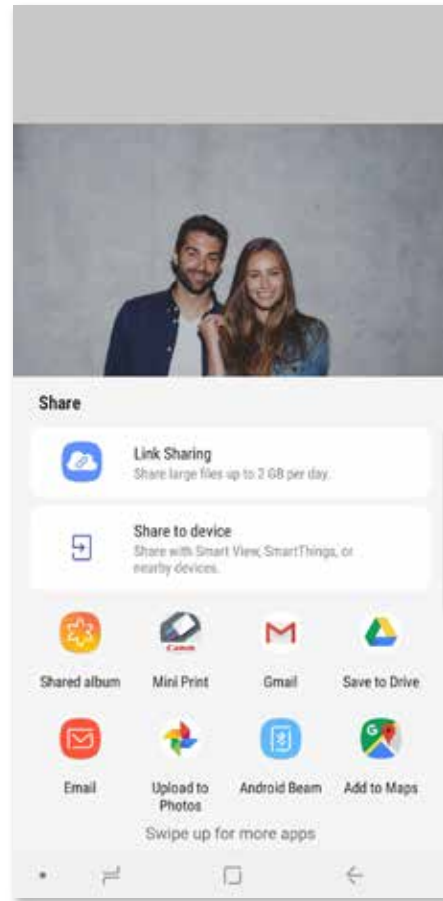 Share
Link Sharing
Share large files up to 2 GB per day.
Share to device
Share with Smart View, SmartThings, or
nearby devices.
Canon
Shared album Mini Print Gmail Save to Drive
G
Email Upload to Photos Android Beam Add to Maps
Swipe up for more apps